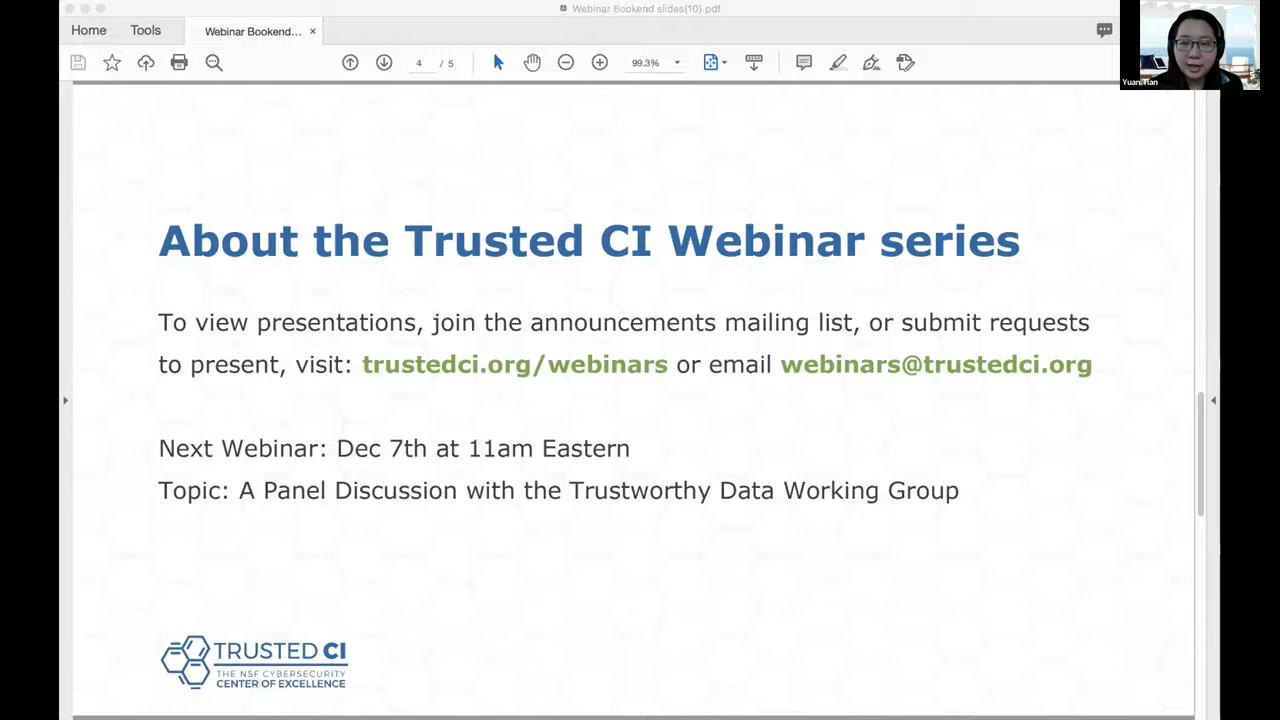 Webinar Bookend slides(10).pdf
Home
Tools
Webinar Bookend...
×
4 / 5
99.3%
Yuan Tian
About the Trusted CI Webinar series
To view presentations, join the announcements mailing list, or submit requests
to present, visit: trustedci.org/webinars or email webinars@trustedci.org
Next Webinar: Dec 7th at 11am Eastern
Topic: A Panel Discussion with the Trustworthy Data Working Group
TRUSTED CI
THE NSF CYBERSECURITY
CENTER OF EXCELLENCE